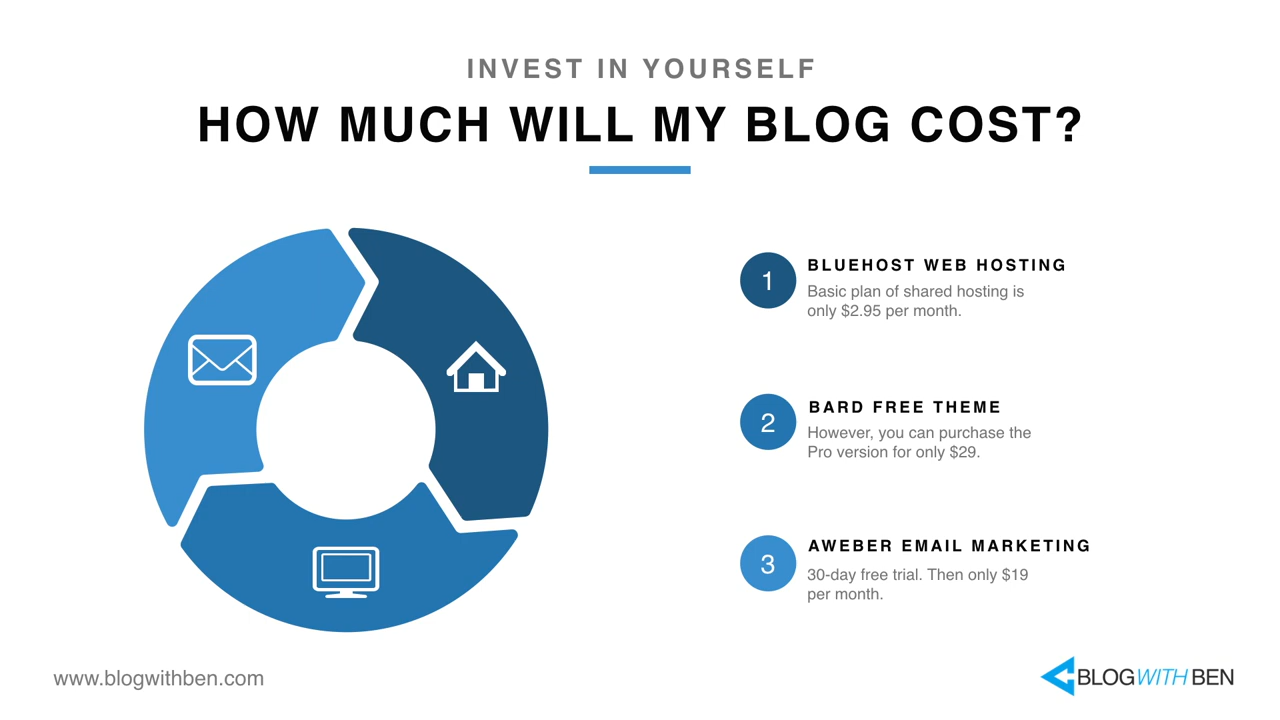 INVEST IN YOURSELF
HOW MUCH WILL MY BLOG COST?
1
BLUEHOST WEB HOSTING
Basic plan of shared hosting is
only $2.95 per month.
2
BARD FREE THEME
However, you can purchase the
Pro version for only $29.
3
AWEBER EMAIL MARKETING
30-day free trial. Then only $19
per month.
www.blogwithben.com
BLOGWITHBEN